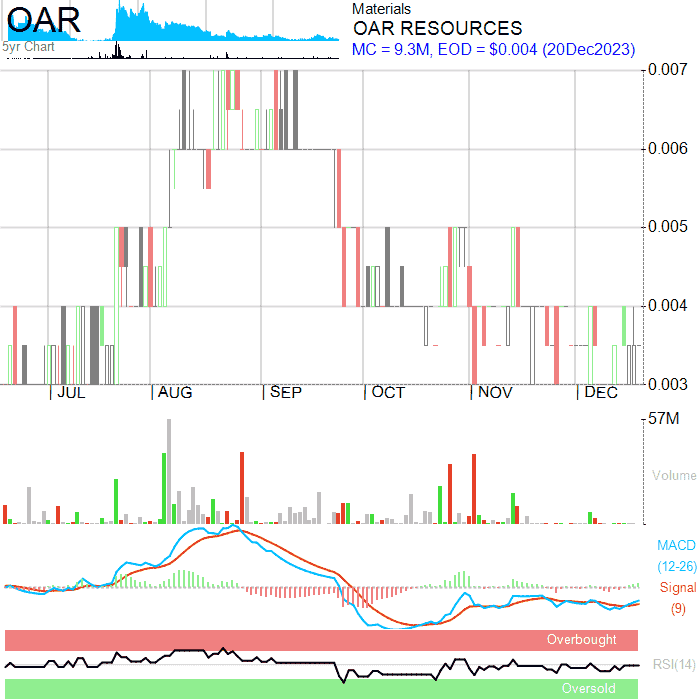 OAR
5yr Chart
Materials
OAR RESOURCES
MC = 9.3M, EOD = $0.004 (20Dec2023)
0.007
0.006
0.005
0.004
0.003
JUL
AUG
SEP
OCT
NOV
DEC
57M
Volume
MACD
(12-26)
Signal
(9)
Overbought
RSI(14)
Oversold